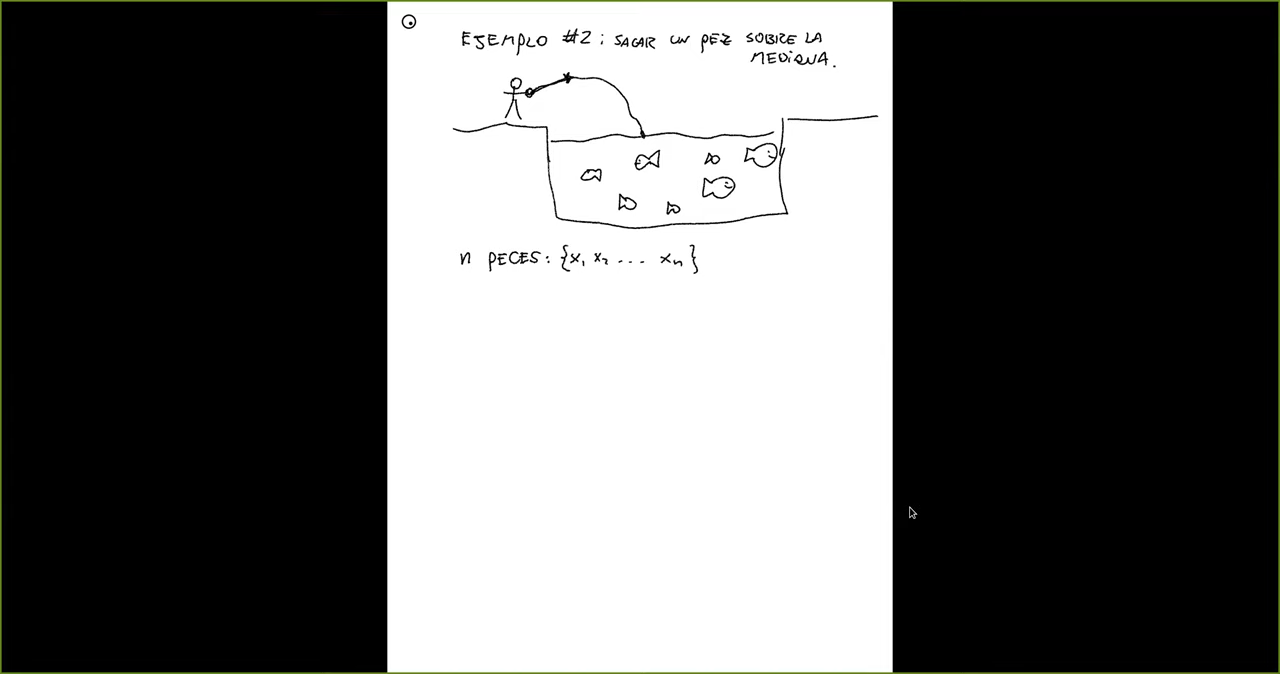 EJEMPLO #2: SACAR UN PEZ SOBRE LA
MEDIANA.
n PECES: {x₁ x₂ ... xₙ}